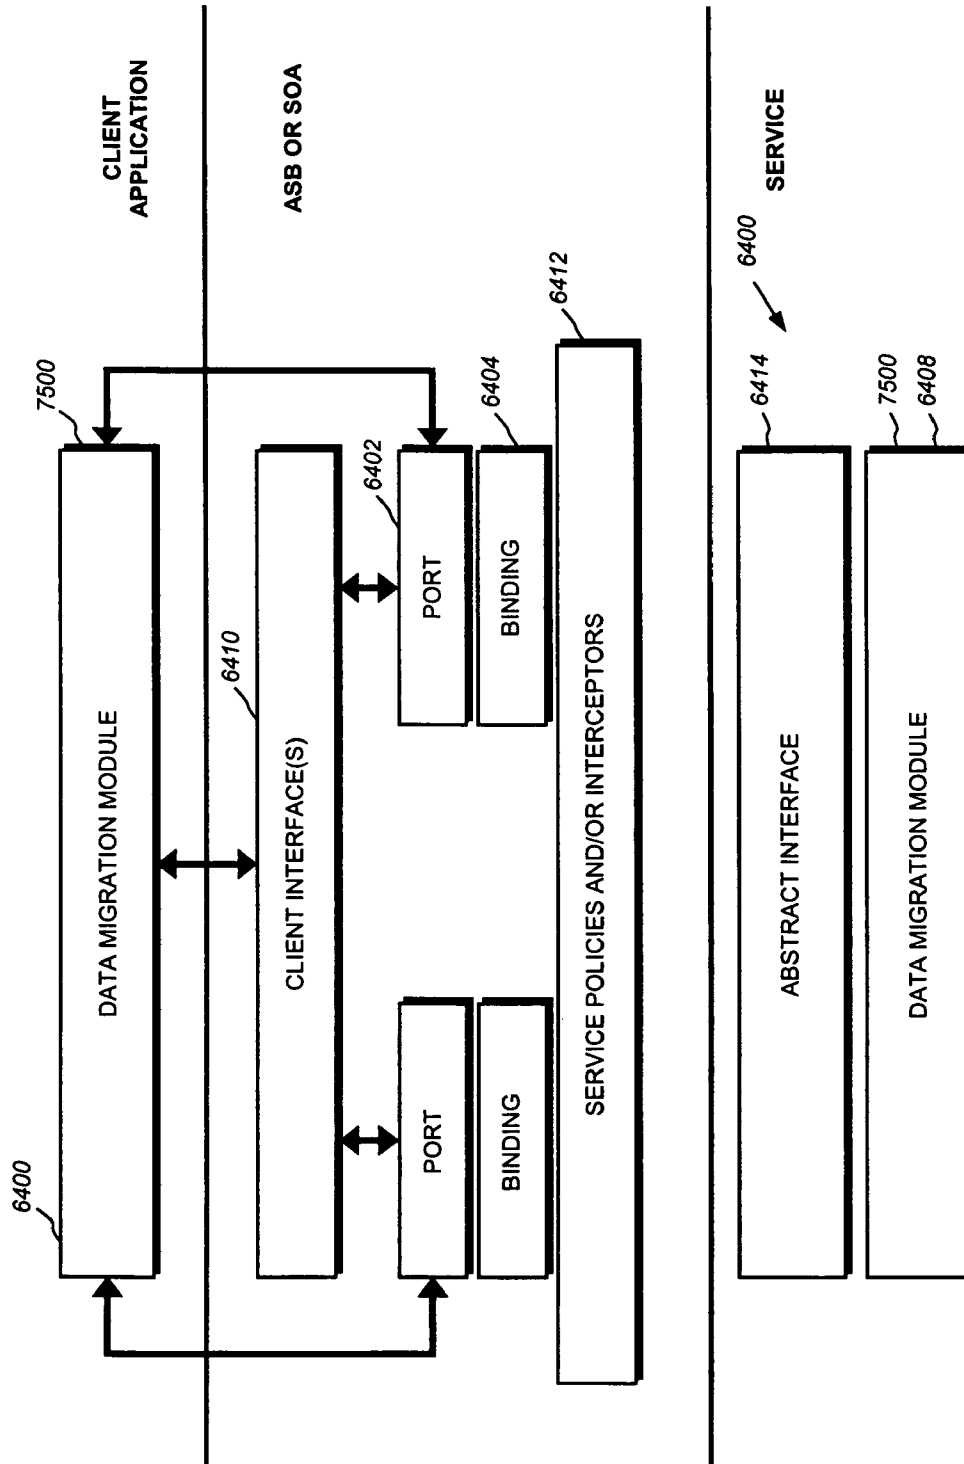 CLIENT
APPLICATION
ASB OR SOA
SERVICE
6400
DATA MIGRATION MODULE
7500
CLIENT INTERFACE(S)
6410
PORT
PORT
6402
BINDING
BINDING
6404
SERVICE POLICIES AND/OR INTERCEPTORS
6412
6400
ABSTRACT INTERFACE
6414
DATA MIGRATION MODULE
7500
6408